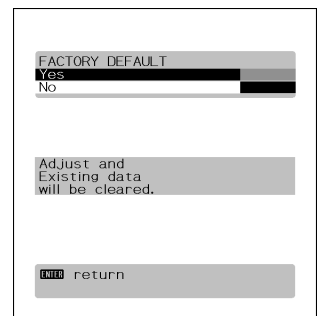 FACTORY DEFAULT
Yes
No
Adjust and
Existing data
will be cleared.
ENTER return